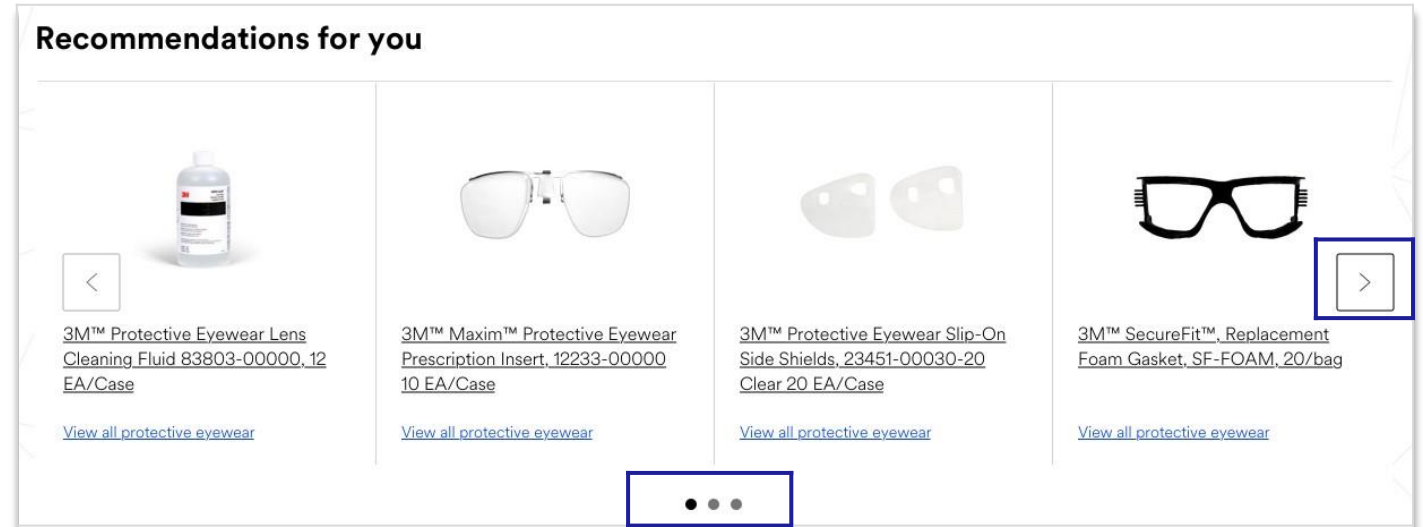 Recommendations for you
3M™ Protective Eyewear Lens
Cleaning Fluid 83803-00000, 12
EA/Case
View all protective eyewear
3M™ Maxim™ Protective Eyewear
Prescription Insert, 12233-00000
10 EA/Case
View all protective eyewear
3M™ Protective Eyewear Slip-On
Side Shields, 23451-00030-20
Clear 20 EA/Case
View all protective eyewear
3M™ SecureFit™, Replacement
Foam Gasket, SF-FOAM, 20/bag
View all protective eyewear